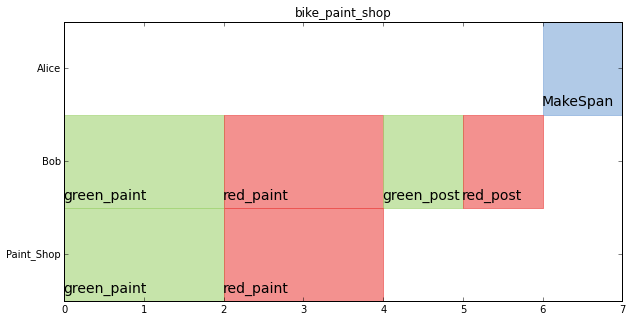 bike_paint_shop
Alice
MakeSpan
Bob
green_paint red_paint green_post red_post
Paint_Shop
green_paint red_paint
0 1 2 3 4 5 6 7